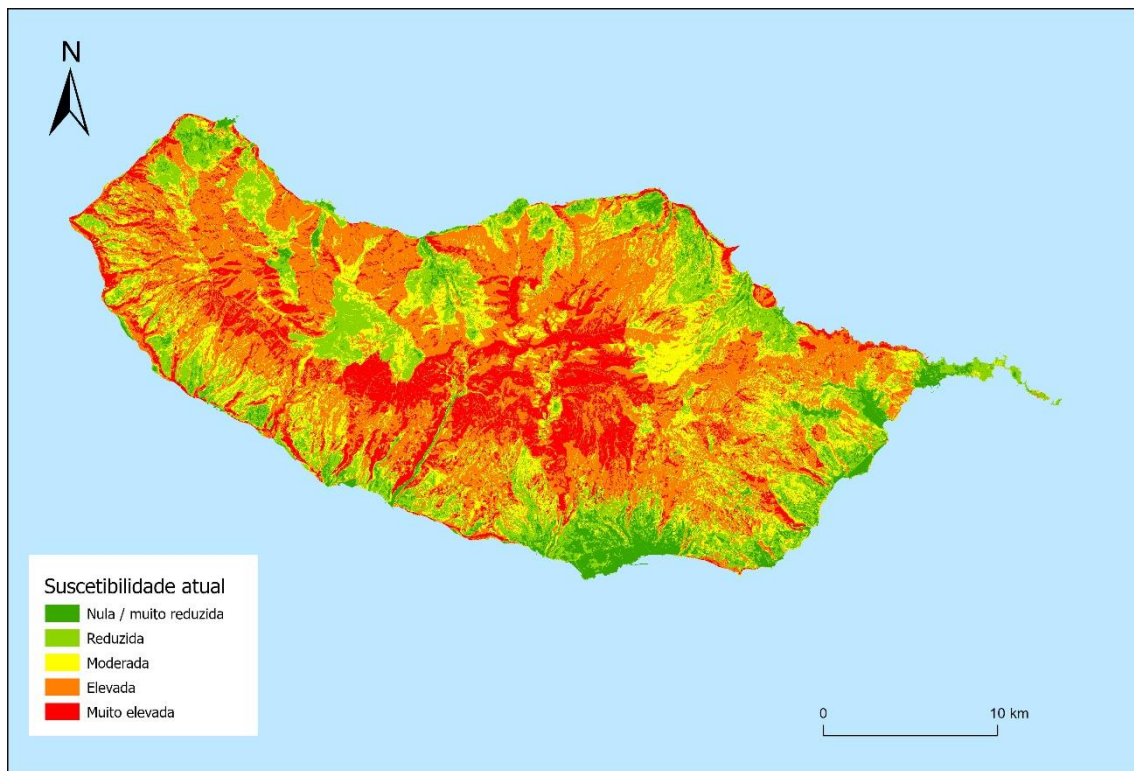 N
Suscetibilidade atual
Nula / muito reduzida
Reduzida
Moderada
Elevada
Muito elevada
0 10 km